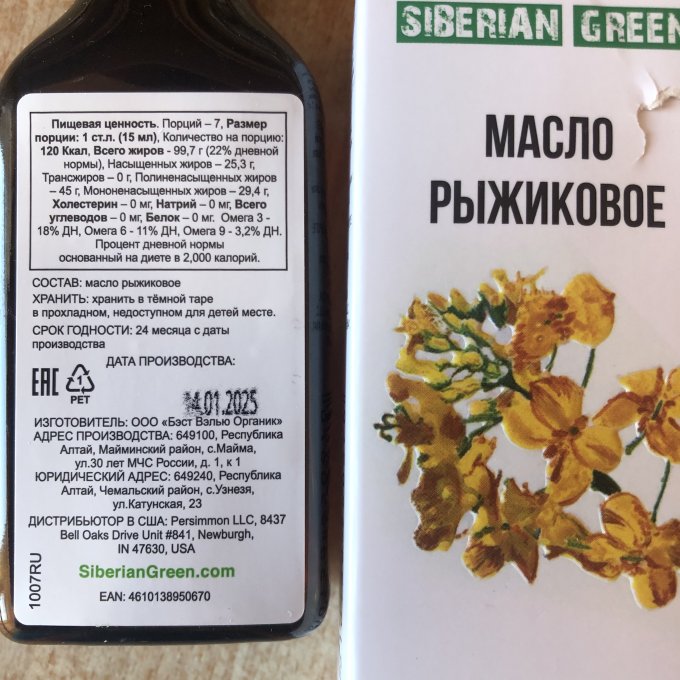 Пищевая ценность. Порций – 7, Размер
порции: 1 ст.л. (15 мл), Количество на порцию:
120 Ккал, Всего жиров - 99,7 г (22% дневной
нормы), Насыщенных жиров – 25,3 г,
Трансжиров – 0 г, Полиненасыщенных жиров
– 45 г, Мононенасыщенных жиров – 29,4 г,
Холестерин – 0 мг, Натрий – 0 мг, Всего
углеводов – 0 мг, Белок – 0 мг. Омега 3 -
18% ДН, Омега 6 - 11% ДН, Омега 9 - 3,2% ДН.
Процент дневной нормы
основанный на диете в 2,000 калорий.
СОСТАВ: масло рыжиковое
ХРАНИТЬ: хранить в тёмной таре
в прохладном, недоступном для детей месте.
СРОК ГОДНОСТИ: 24 месяца с даты
производства
ДАТА ПРОИЗВОДСТВА:
EAC 1 PET
.01.2025
ИЗГОТОВИТЕЛЬ: ООО «Бэст Вэлью Органик»
АДРЕС ПРОИЗВОДСТВА: 649100, Республика
Алтай, Майминский район, с.Майма,
ул.30 лет МЧС России, д. 1, к 1
ЮРИДИЧЕСКИЙ АДРЕС: 649240, Республика
Алтай, Чемальский район, с.Узнезя,
ул.Катунская, 23
ДИСТРИБЬЮТОР В США: Persimmon LLC, 8437
Bell Oaks Drive Unit #841, Newburgh,
IN 47630, USA
SiberianGreen.com
EAN: 4610138950670
1007RU
SIBERIAN GREEN
МАСЛО
РЫЖИКОВОЕ